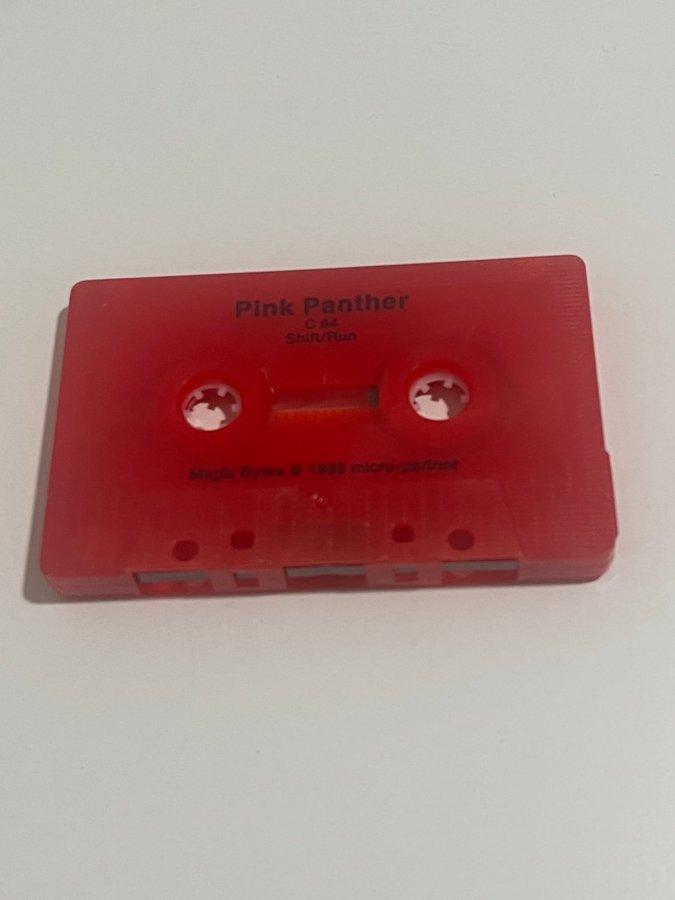 Pink Panther
C 64
Shift/Run
Magic Bytes © 1988 micro-partner